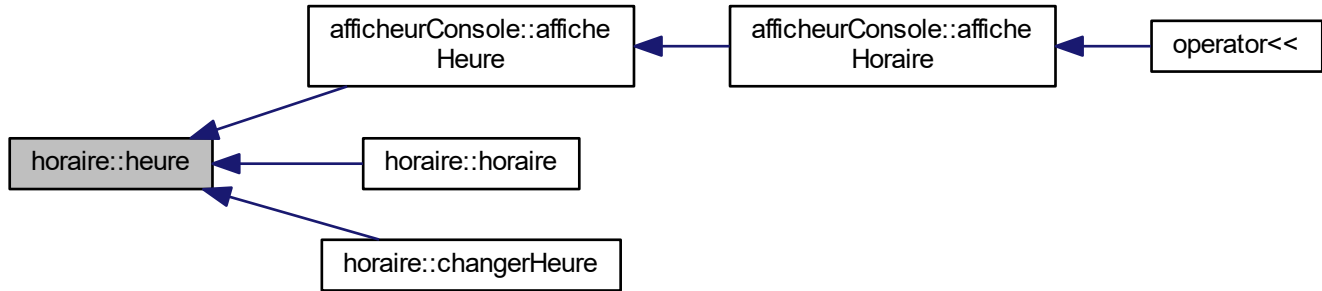 afficheurConsole::affiche
Heure
afficheurConsole::affiche
Horaire
operator<<
horaire::heure
horaire::horaire
horaire::changerHeure